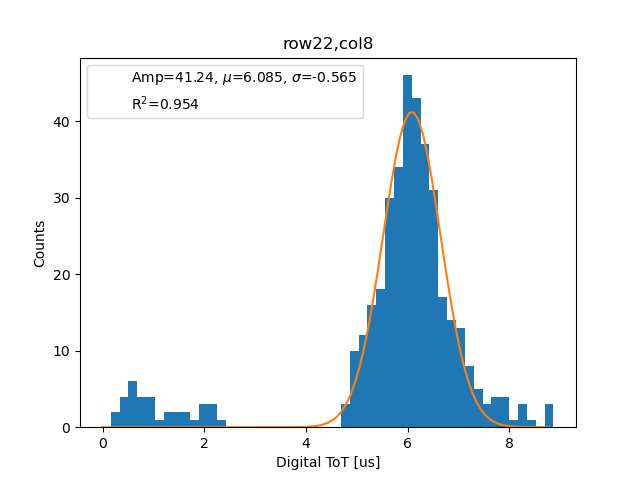 row22,col8
Amp=41.24, μ=6.085, σ=-0.565
R²=0.954
40
30
20
10
0
Counts
0 2 4 6 8
Digital ToT [us]